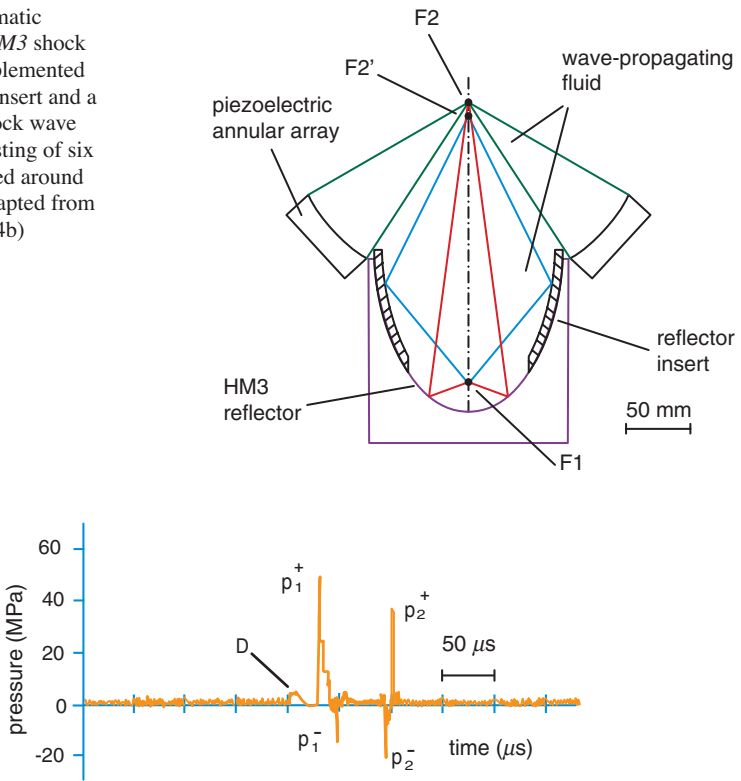 matic
HM3 shock
plemented
insert and a
ock wave
sting of six
ed around
apted from
4b)
F2
F2'
wave-propagating
fluid
piezoelectric
annular array
reflector
insert
HM3
reflector
50 mm
F1
pressure (MPa)
60
40
20
0
-20
D
p1+
p1-
p2+
p2-
50 μs
time (μs)